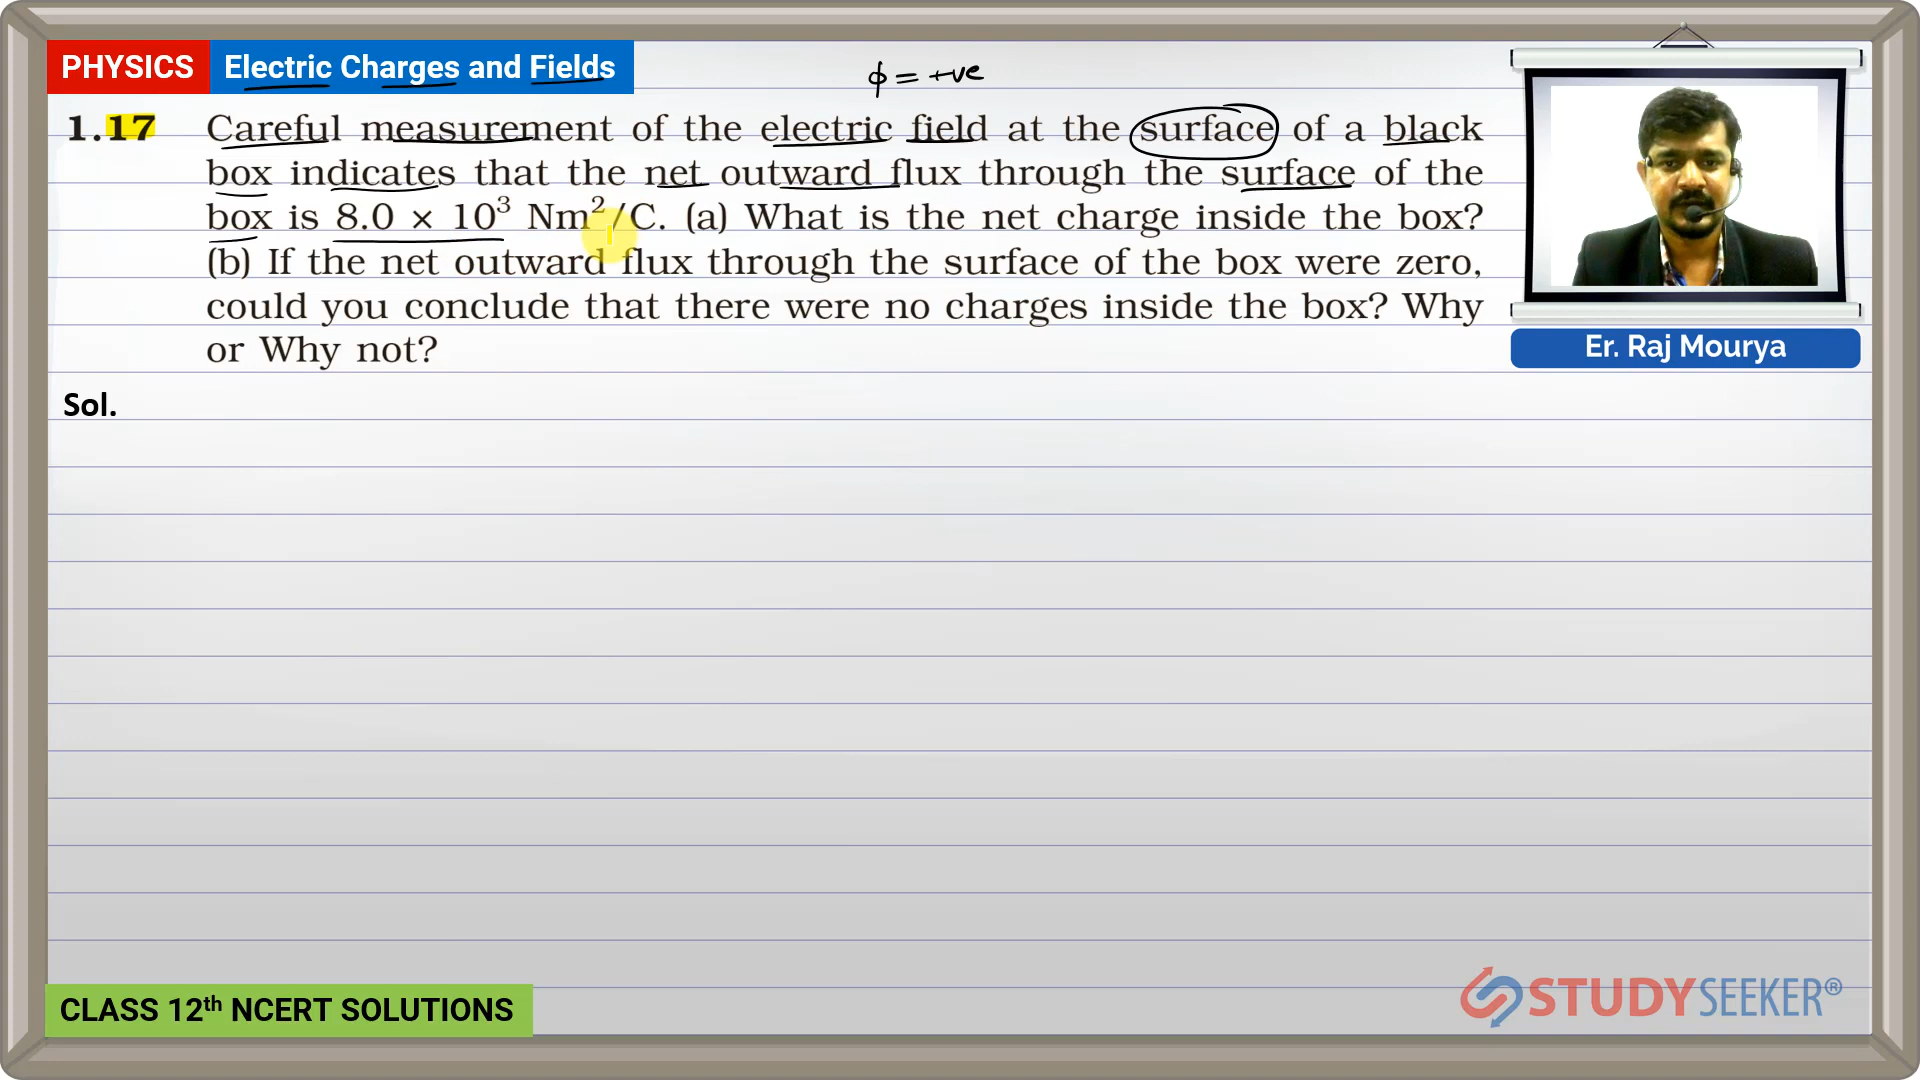 PHYSICS Electric Charges and Fields
ϕ = +ve
1.17 Careful measurement of the electric field at the surface of a black
box indicates that the net outward flux through the surface of the
box is 8.0 × 10³ Nm²/C. (a) What is the net charge inside the box?
(b) If the net outward flux through the surface of the box were zero,
could you conclude that there were no charges inside the box? Why
or Why not?
Er. Raj Mourya
Sol.
CLASS 12th NCERT SOLUTIONS
STUDYSEEKER®